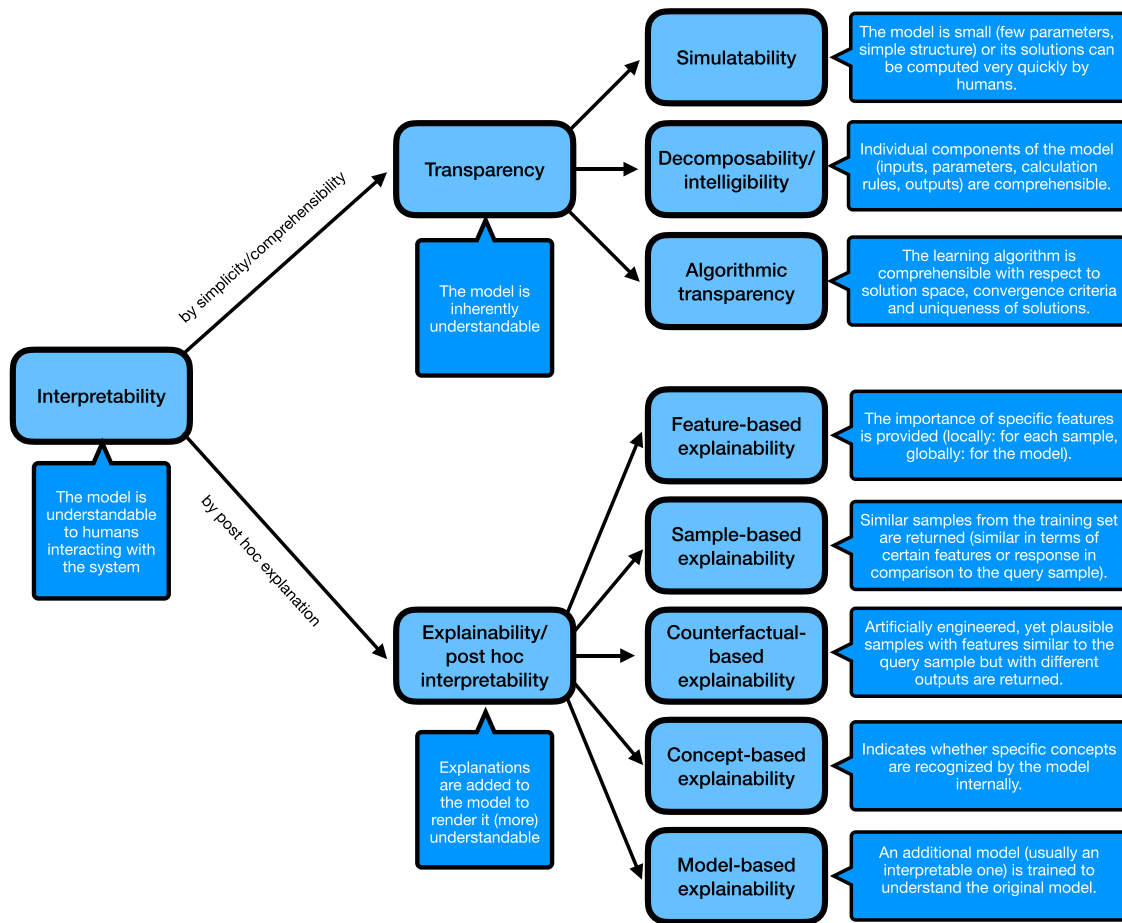 Interpretability
The model is
understandable
to humans
interacting with
the system
by simplicity/comprehensibility
by post hoc explanation
Transparency
The model is
inherently
understandable
Simulatability
The model is small (few parameters,
simple structure) or its solutions can
be computed very quickly by
humans.
Decomposability/
intelligibility
Individual components of the model
(inputs, parameters, calculation
rules, outputs) are comprehensible.
Algorithmic
transparency
The learning algorithm is
comprehensible with respect to
solution space, convergence criteria
and uniqueness of solutions.
Explainability/
post hoc
interpretability
Explanations
are added to
the model to
render it (more)
understandable
Feature-based
explainability
The importance of specific features
is provided (locally: for each sample,
globally: for the model).
Sample-based
explainability
Similar samples from the training set
are returned (similar in terms of
certain features or response in
comparison to the query sample).
Counterfactual-
based
explainability
Artificially engineered, yet plausible
samples with features similar to the
query sample but with different
outputs are returned.
Concept-based
explainability
Indicates whether specific concepts
are recognized by the model
internally.
Model-based
explainability
An additional model (usually an
interpretable one) is trained to
understand the original model.